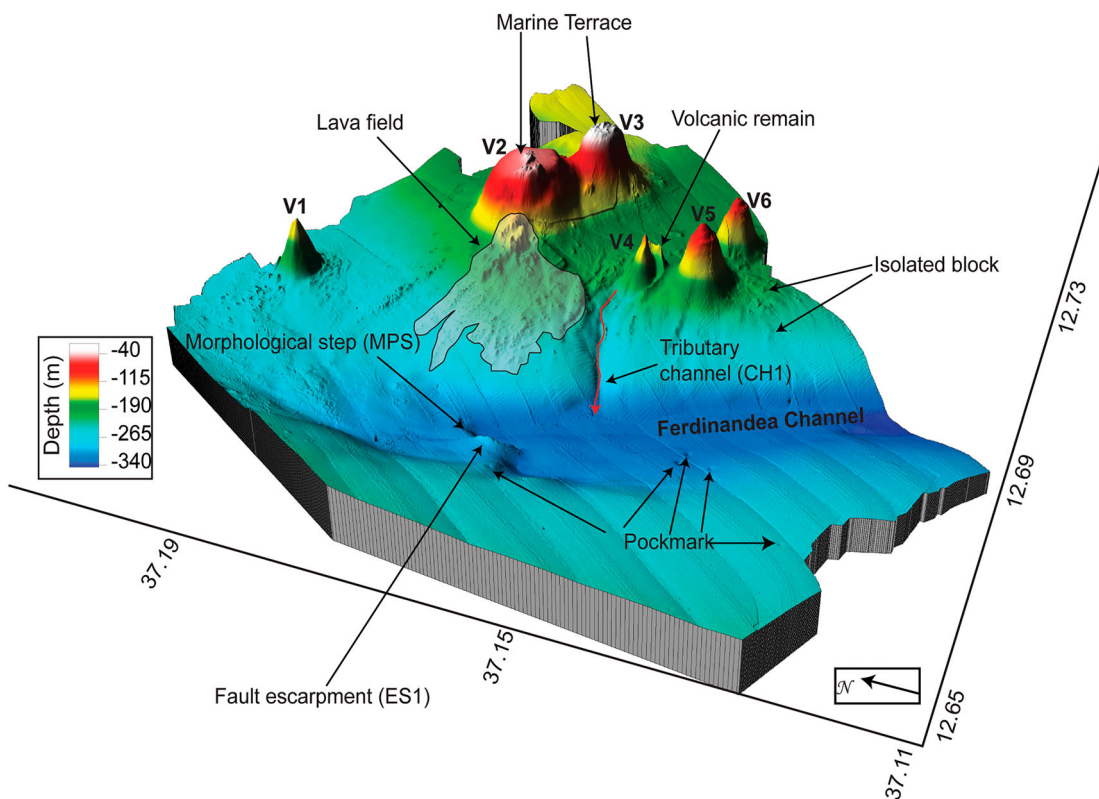 Marine Terrace
Lava field
V2
V3
Volcanic remain
V1
V4
V5
V6
Isolated block
Depth (m)
-40
-115
-190
-265
-340
Morphological step (MPS)
Tributary
channel (CH1)
Ferdinandea Channel
Pockmark
Fault escarpment (ES1)
37.19
37.15
37.11
12.65
12.69
12.73
N